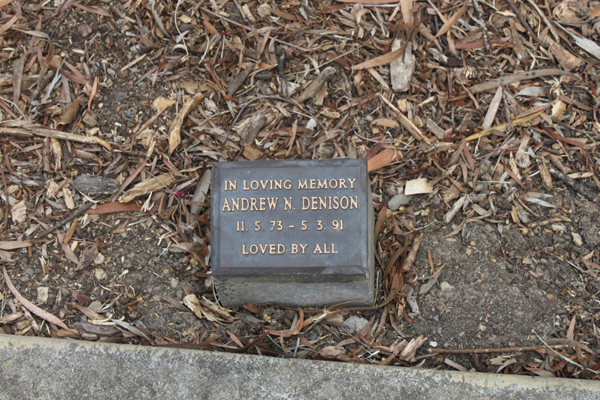 IN LOVING MEMORY
ANDREW N. DENISON
11. 5. 73 – 5. 3. 91
LOVED BY ALL